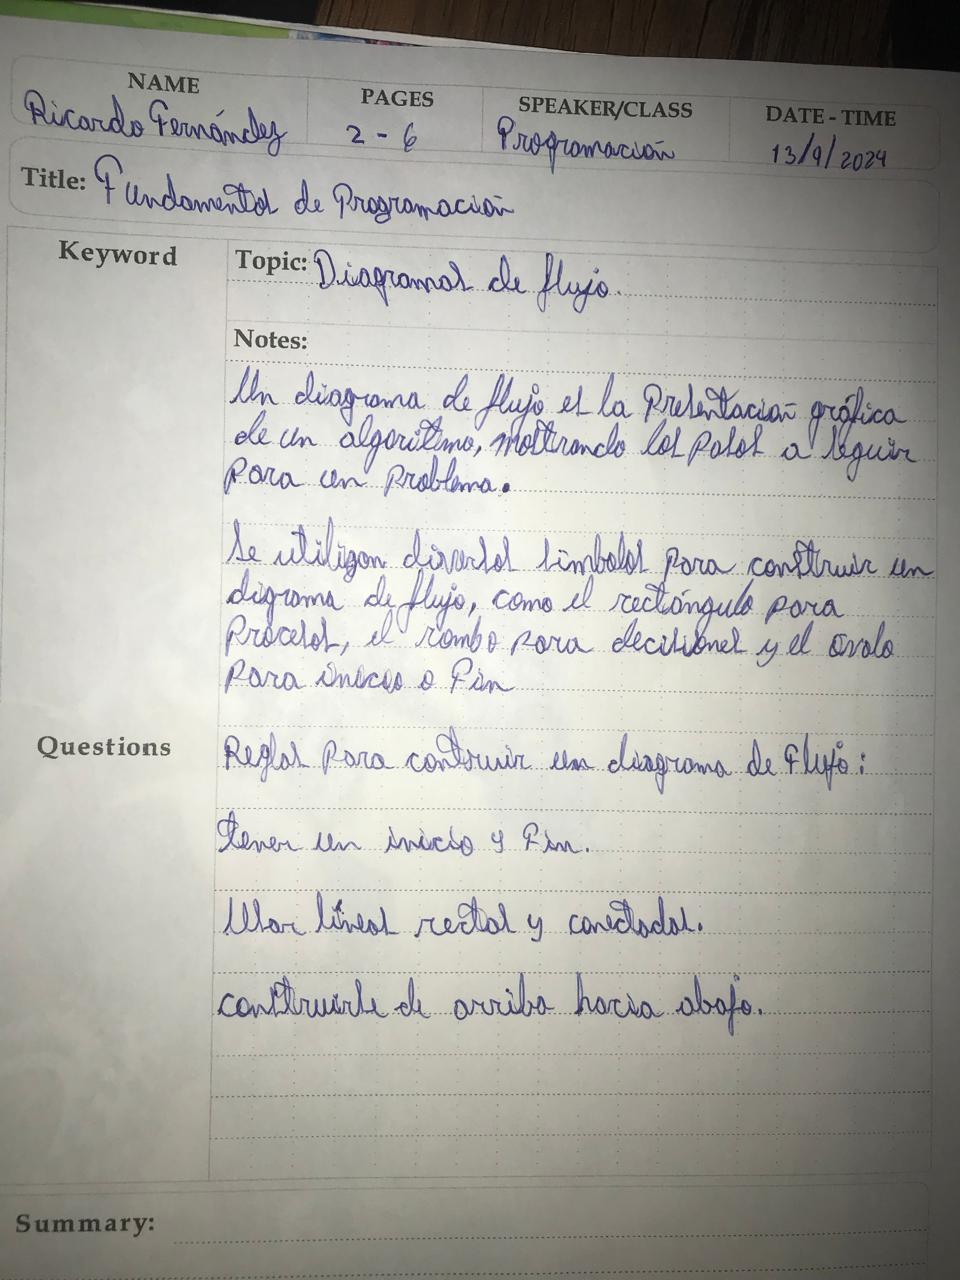 NAME PAGES SPEAKER/CLASS DATE - TIME
Ricardo Fernández 2 - 6 Programación 13/9/2024
Title: Fundamentos de Programación
Keyword
Topic: Diagramas de flujo.
Notes:
Un diagrama de flujo es la Presentación gráfica
de un algoritmo, mostrando los pasos a seguir
para un problema.
Se utilizan diversos simbolos para construir un
digrama de flujo, como el rectángulo para
Procesos, el rombo para decisiones y el ovalo
para inicio o Fin
Questions
Reglas para construir un diagrama de Flujo:
tener un inicio y Fin.
Usar líneas rectas y conectadas.
construirse de arriba hacia abajo.
Summary: